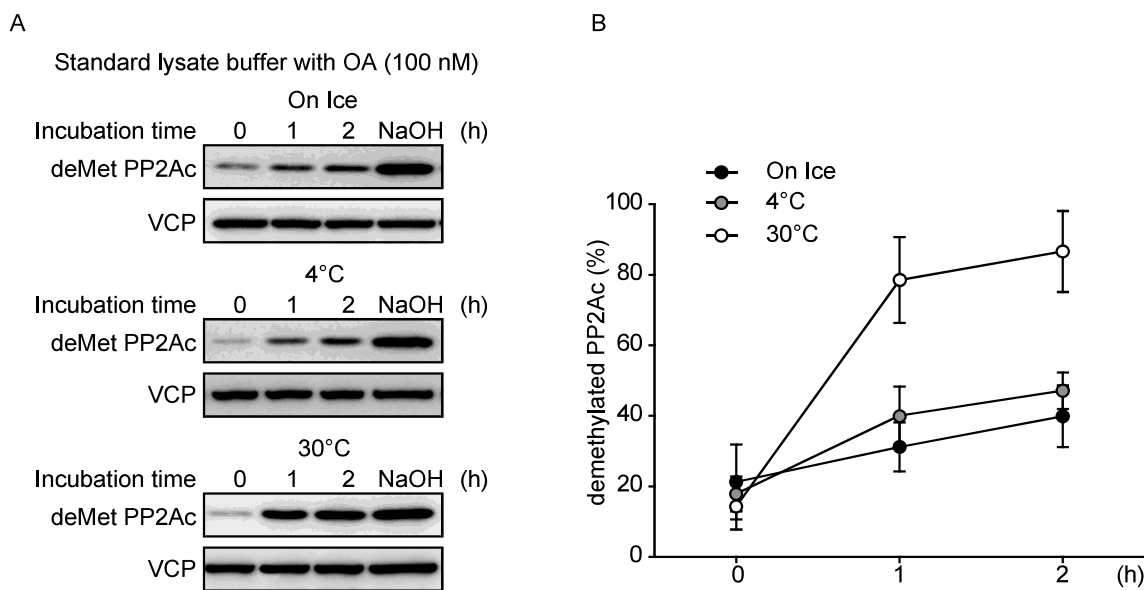 A
Standard lysate buffer with OA (100 nM)
On Ice
Incubation time 0 1 2 NaOH (h)
deMet PP2Ac
VCP
4°C
Incubation time 0 1 2 NaOH (h)
deMet PP2Ac
VCP
30°C
Incubation time 0 1 2 NaOH (h)
deMet PP2Ac
VCP
B
On Ice
4°C
30°C
demethylated PP2Ac (%)
100
80
60
40
20
0
0 1 2 (h)